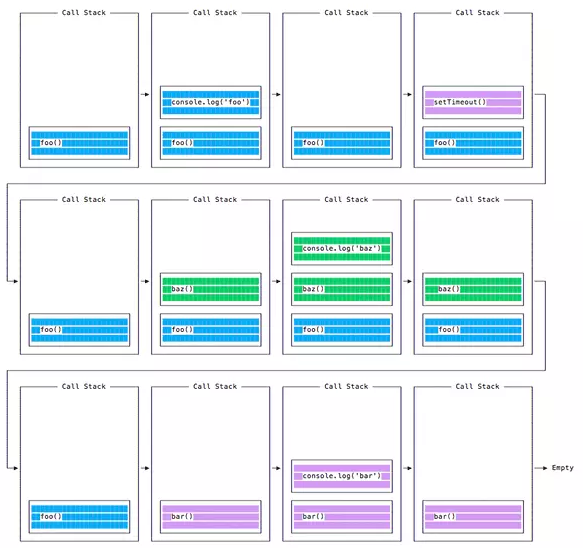 Call Stack
Call Stack
Call Stack
Call Stack
console.log('foo')
setTimeout()
foo()
foo()
foo()
foo()
Call Stack
Call Stack
Call Stack
Call Stack
console.log('baz')
baz()
baz()
baz()
foo()
foo()
foo()
foo()
Call Stack
Call Stack
Call Stack
Call Stack
console.log('bar')
Empty
foo()
bar()
bar()
bar()